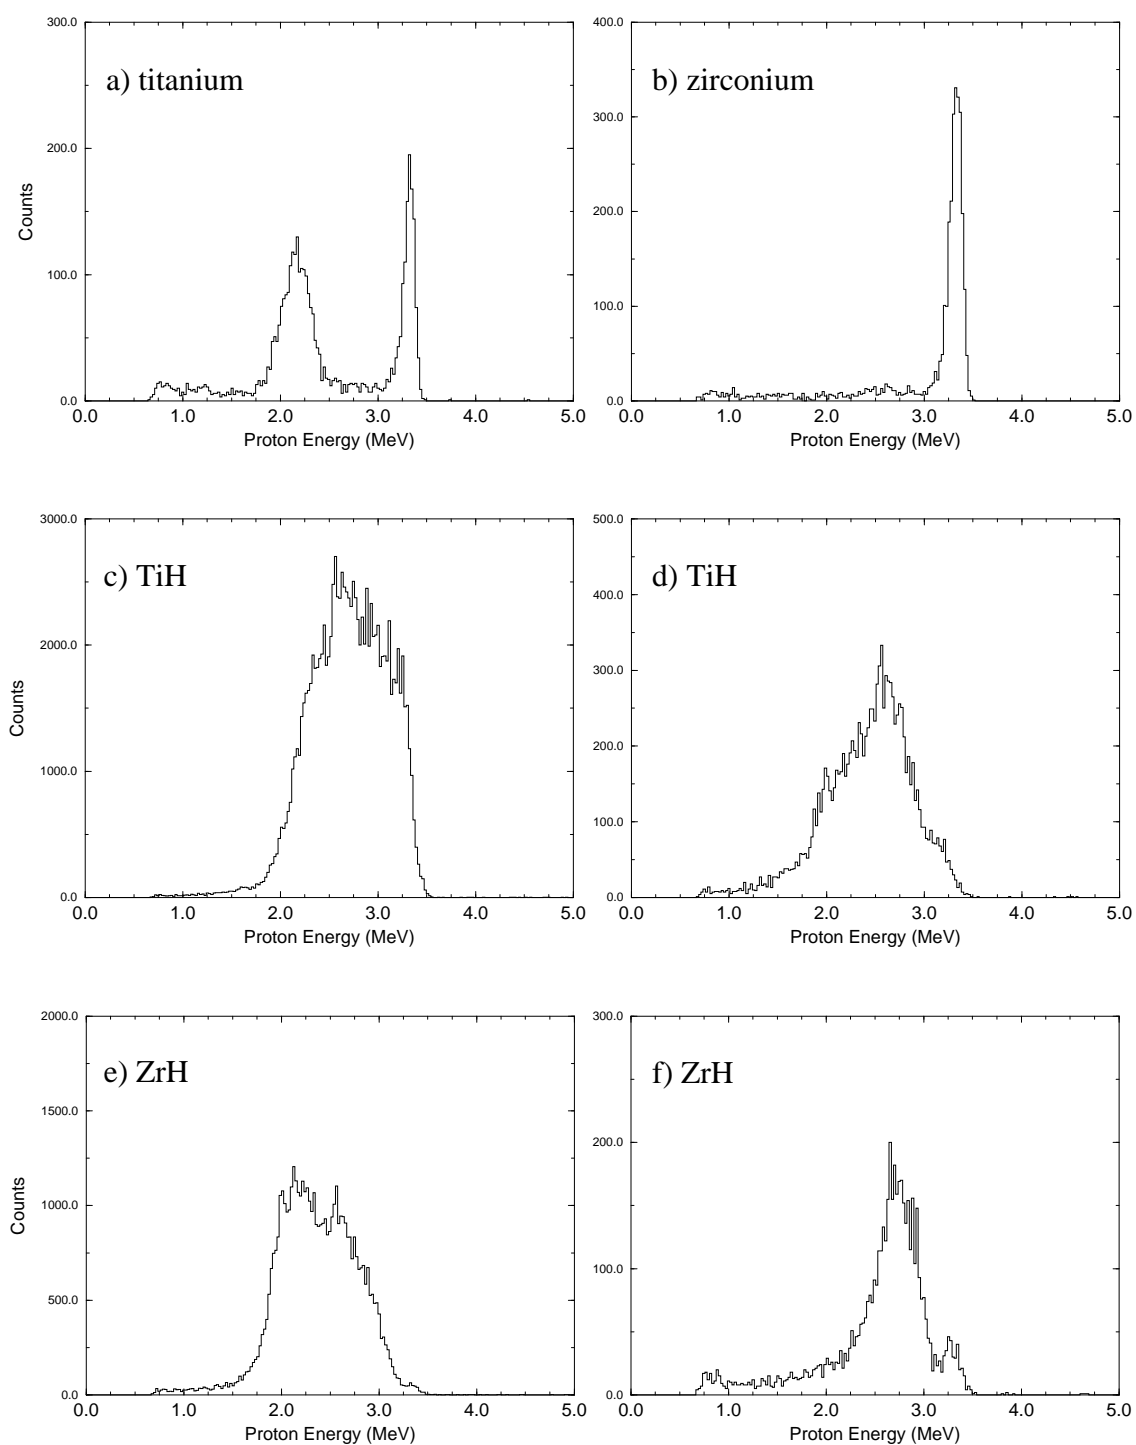 a) titanium
300.0
200.0
100.0
0.0
0.0 1.0 2.0 3.0 4.0 5.0
Proton Energy (MeV)
Counts
b) zirconium
400.0
300.0
200.0
100.0
0.0
0.0 1.0 2.0 3.0 4.0 5.0
Proton Energy (MeV)
c) TiH
3000.0
2000.0
1000.0
0.0
0.0 1.0 2.0 3.0 4.0 5.0
Proton Energy (MeV)
Counts
d) TiH
500.0
400.0
300.0
200.0
100.0
0.0
0.0 1.0 2.0 3.0 4.0 5.0
Proton Energy (MeV)
e) ZrH
2000.0
1500.0
1000.0
500.0
0.0
0.0 1.0 2.0 3.0 4.0 5.0
Proton Energy (MeV)
Counts
f) ZrH
300.0
200.0
100.0
0.0
0.0 1.0 2.0 3.0 4.0 5.0
Proton Energy (MeV)